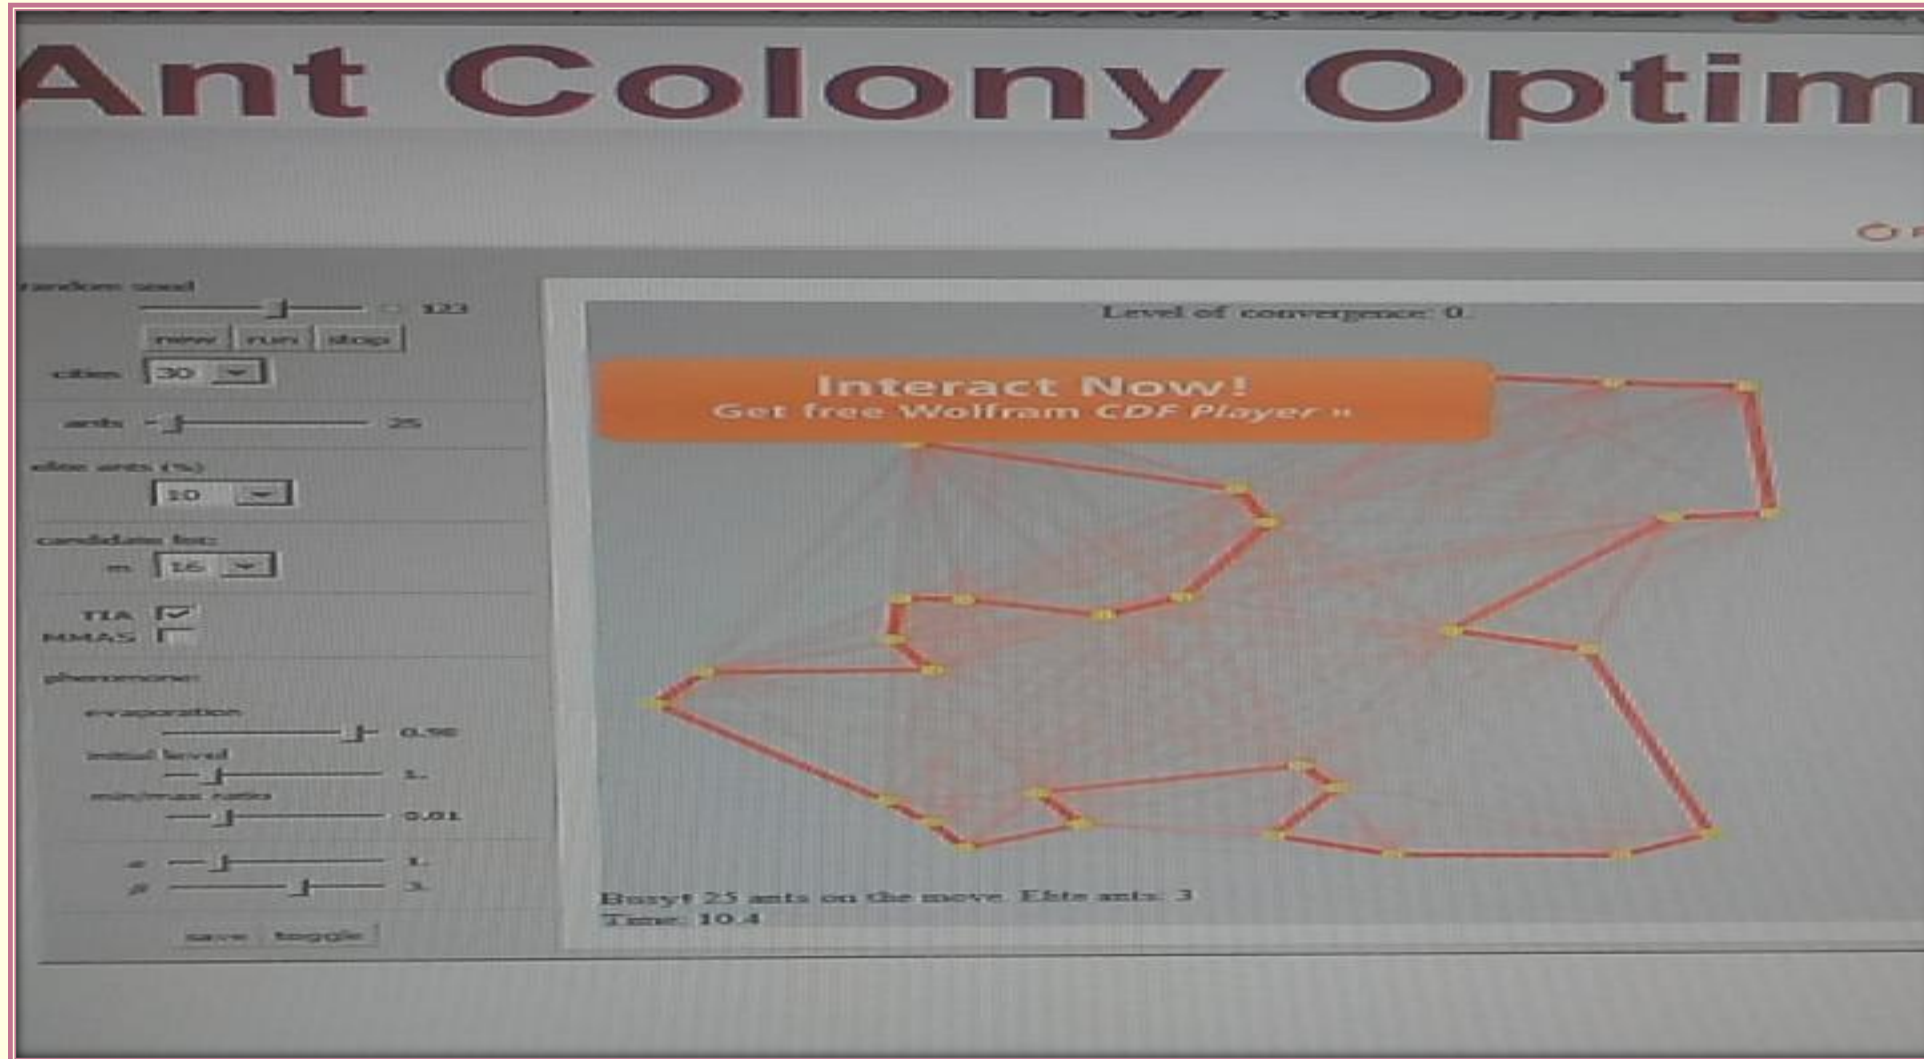 Ant Colony Optim
random seed
123
new run stop
cities 30
ants 25
elite ants (%)
10
candidate list:
m 16
TIA
MMAS
pheromone:
evaporation
0.98
initial level
1.
min/max ratio
0.01
α 1.
β 3.
save toggle
Level of convergence: 0.
Interact Now!
Get free Wolfram CDF Player »
Busy! 25 ants on the move. Elite ants: 3
Time: 10.4